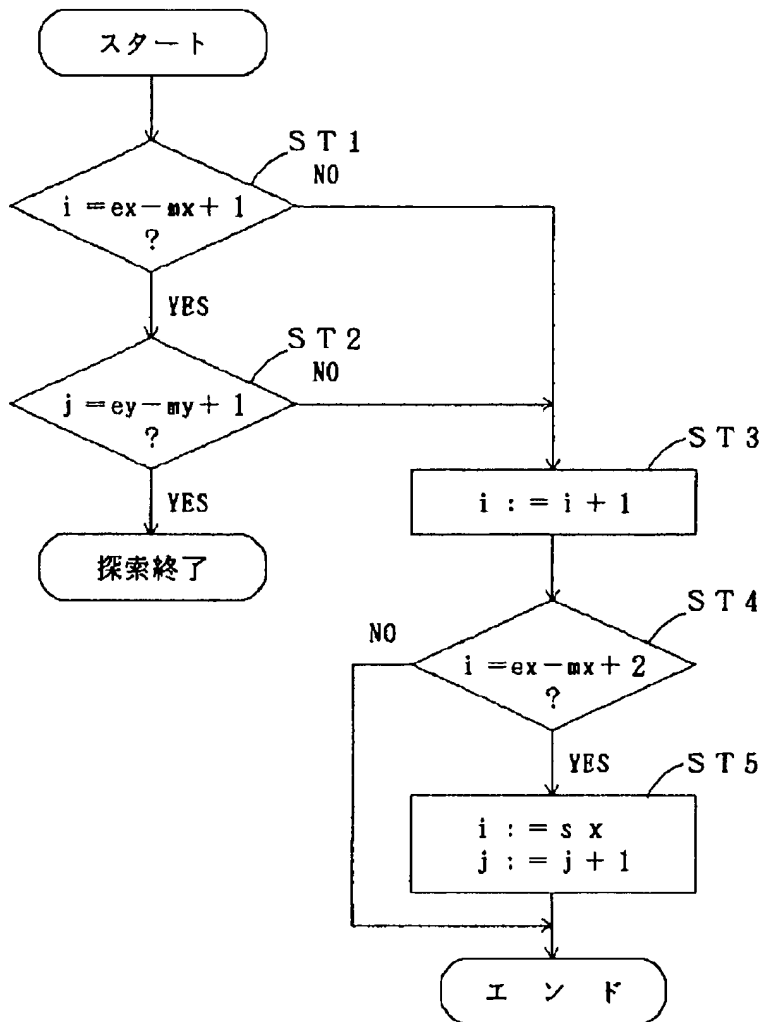 スタート
ST1
NO
i=ex-mx+1
?
YES
ST2
NO
j=ey-my+1
?
YES
探索終了
ST3
i:=i+1
ST4
NO
i=ex-mx+2
?
YES
ST5
i:=sx
j:=j+1
エンド